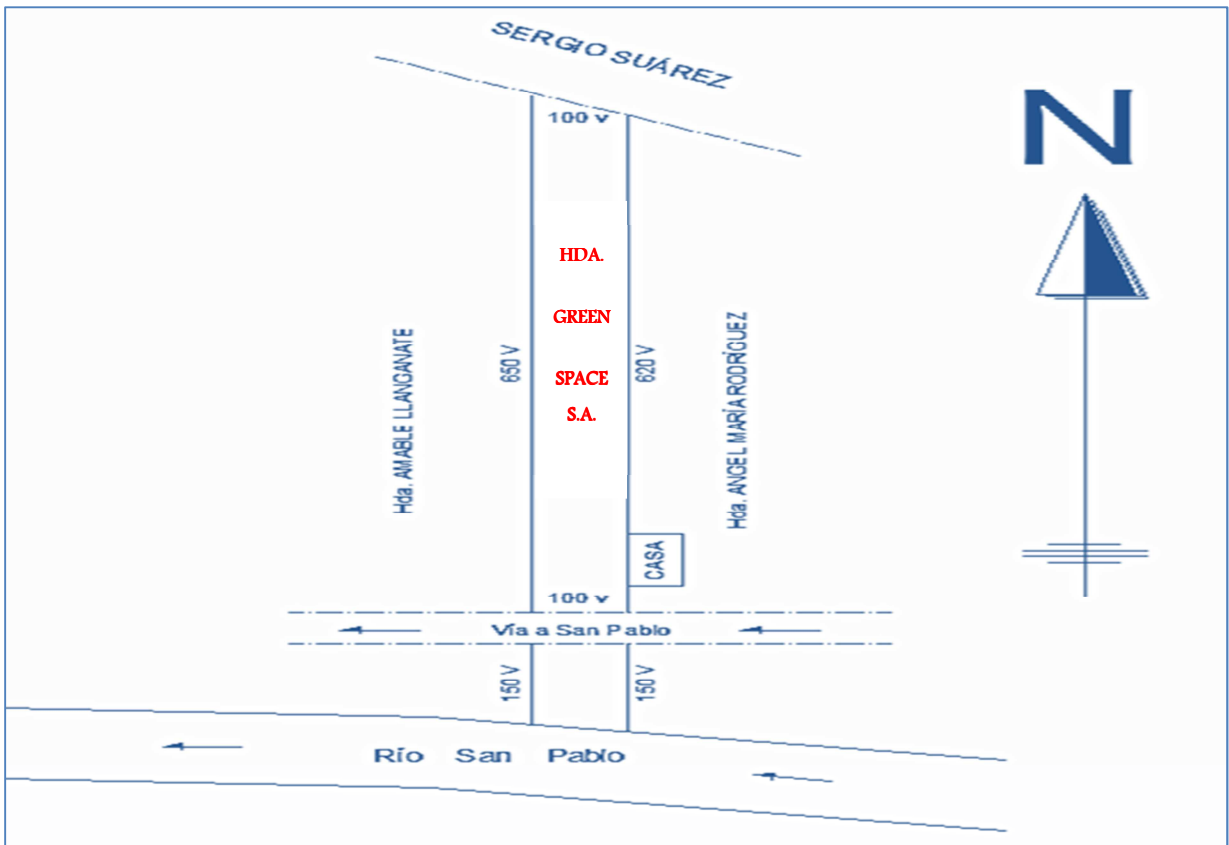 SERGIO SUÁREZ
N
100 v
HDA.
GREEN
SPACE
S.A.
Hda. AMABLE LLANGANATE
650 V
620 V
Hda. ANGEL MARÍA RODRÍGUEZ
CASA
100 v
Vía a San Pablo
150 V
150 V
Río San Pablo